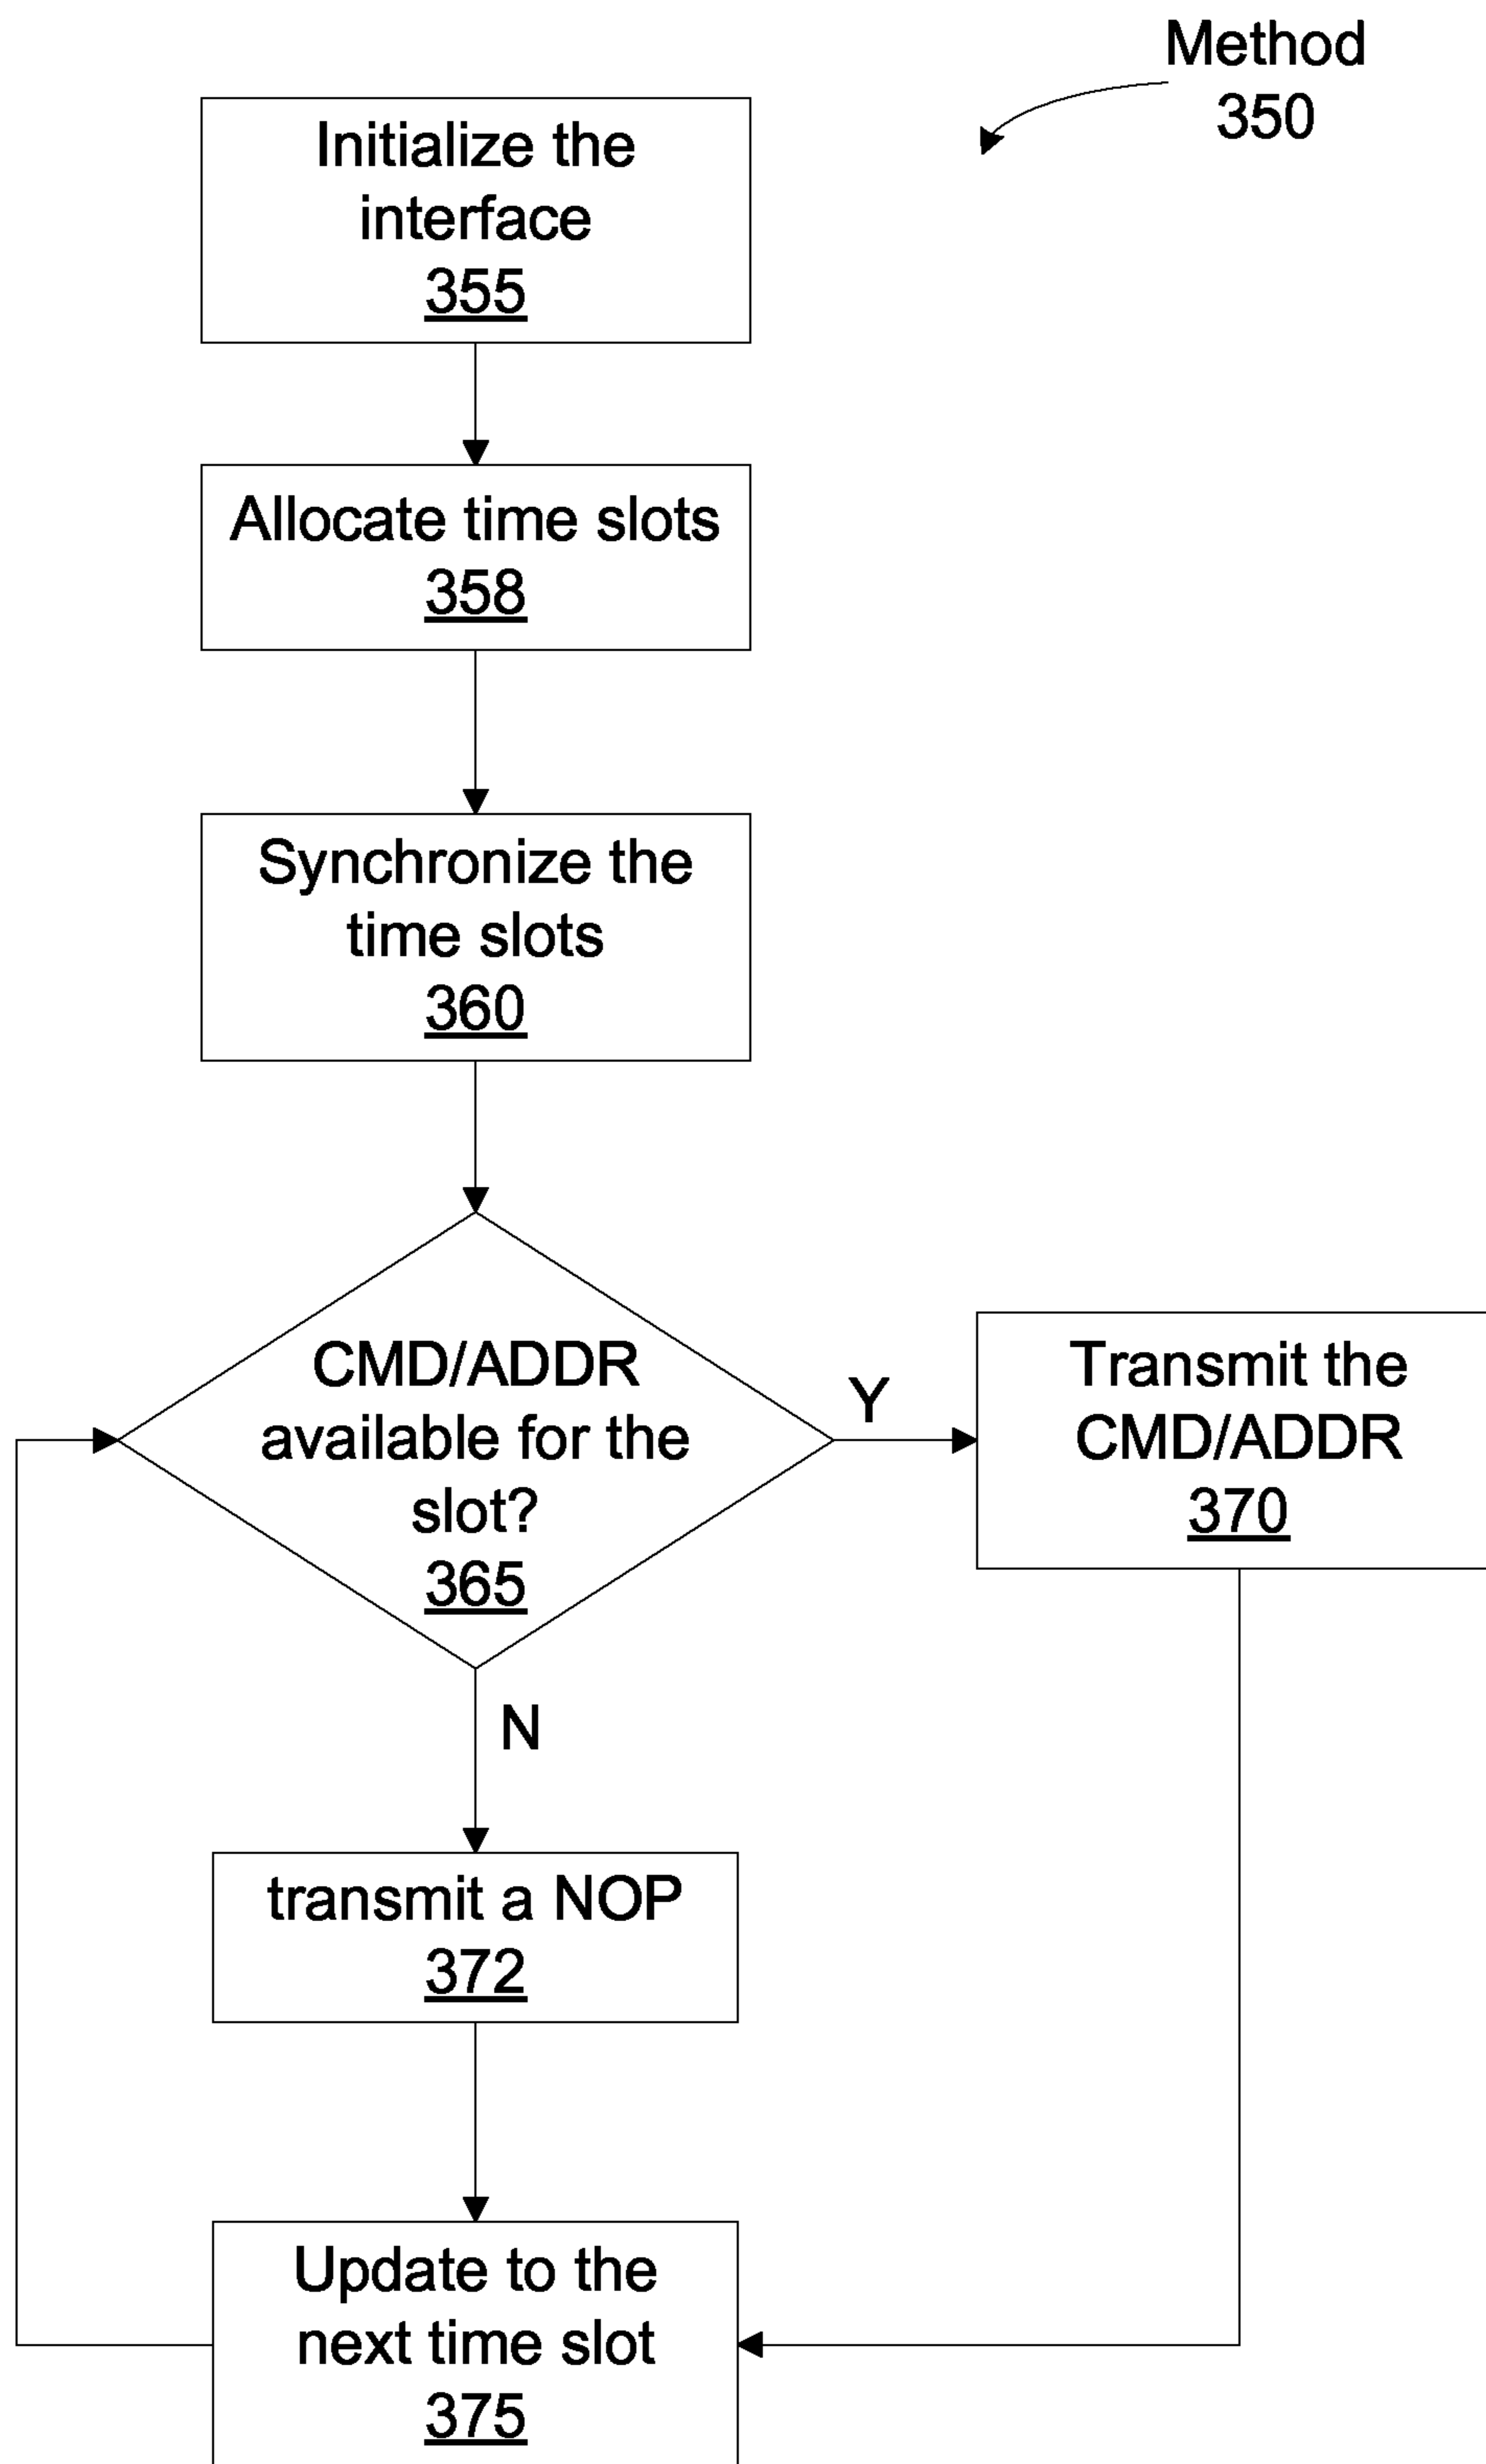 Method
350
Initialize the
interface
355
Allocate time slots
358
Synchronize the
time slots
360
CMD/ADDR
available for the
slot?
365
Y
Transmit the
CMD/ADDR
370
N
transmit a NOP
372
Update to the
next time slot
375